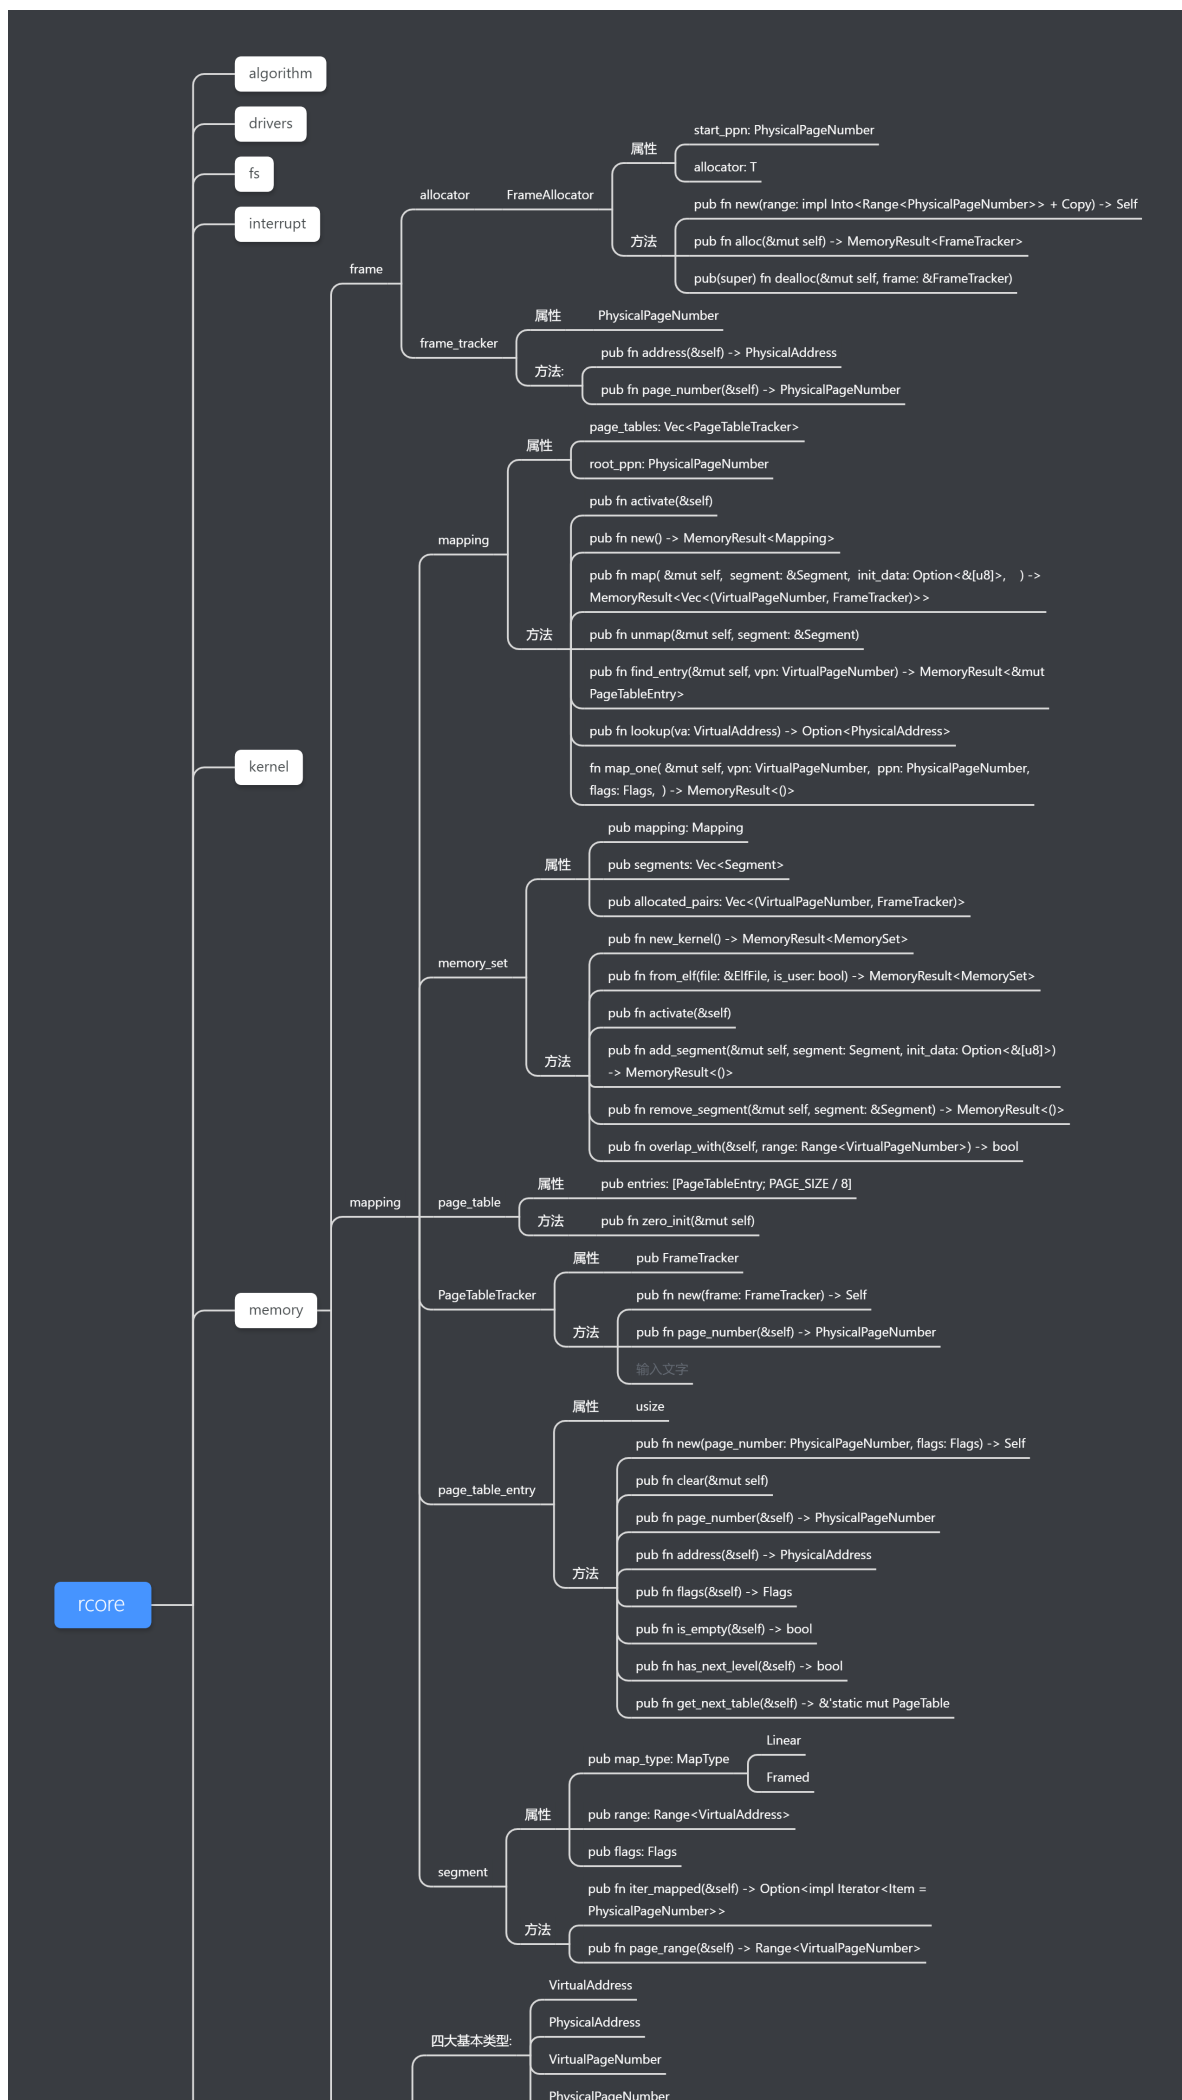 algorithm
drivers
fs
interrupt
kernel
memory
rcore
frame
allocator
FrameAllocator
属性
start_ppn: PhysicalPageNumber
allocator: T
方法
pub fn new(range: impl Into<Range<PhysicalPageNumber>> + Copy) -> Self
pub fn alloc(&mut self) -> MemoryResult<FrameTracker>
pub(super) fn dealloc(&mut self, frame: &FrameTracker)
frame_tracker
属性
PhysicalPageNumber
方法:
pub fn address(&self) -> PhysicalAddress
pub fn page_number(&self) -> PhysicalPageNumber
mapping
mapping
属性
page_tables: Vec<PageTableTracker>
root_ppn: PhysicalPageNumber
方法
pub fn activate(&self)
pub fn new() -> MemoryResult<Mapping>
pub fn map( &mut self,  segment: &Segment,  init_data: Option<&[u8]>,    ) ->
MemoryResult<Vec<(VirtualPageNumber, FrameTracker)>>
pub fn unmap(&mut self, segment: &Segment)
pub fn find_entry(&mut self, vpn: VirtualPageNumber) -> MemoryResult<&mut
PageTableEntry>
pub fn lookup(va: VirtualAddress) -> Option<PhysicalAddress>
fn map_one( &mut self, vpn: VirtualPageNumber,  ppn: PhysicalPageNumber,
flags: Flags,  ) -> MemoryResult<()>
memory_set
属性
pub mapping: Mapping
pub segments: Vec<Segment>
pub allocated_pairs: Vec<(VirtualPageNumber, FrameTracker)>
方法
pub fn new_kernel() -> MemoryResult<MemorySet>
pub fn from_elf(file: &ElfFile, is_user: bool) -> MemoryResult<MemorySet>
pub fn activate(&self)
pub fn add_segment(&mut self, segment: Segment, init_data: Option<&[u8]>)
-> MemoryResult<()>
pub fn remove_segment(&mut self, segment: &Segment) -> MemoryResult<()>
pub fn overlap_with(&self, range: Range<VirtualPageNumber>) -> bool
page_table
属性
pub entries: [PageTableEntry; PAGE_SIZE / 8]
方法
pub fn zero_init(&mut self)
PageTableTracker
属性
pub FrameTracker
方法
pub fn new(frame: FrameTracker) -> Self
pub fn page_number(&self) -> PhysicalPageNumber
输入文字
page_table_entry
属性
usize
方法
pub fn new(page_number: PhysicalPageNumber, flags: Flags) -> Self
pub fn clear(&mut self)
pub fn page_number(&self) -> PhysicalPageNumber
pub fn address(&self) -> PhysicalAddress
pub fn flags(&self) -> Flags
pub fn is_empty(&self) -> bool
pub fn has_next_level(&self) -> bool
pub fn get_next_table(&self) -> &'static mut PageTable
segment
属性
pub map_type: MapType
Linear
Framed
pub range: Range<VirtualAddress>
pub flags: Flags
方法
pub fn iter_mapped(&self) -> Option<impl Iterator<Item =
PhysicalPageNumber>>
pub fn page_range(&self) -> Range<VirtualPageNumber>
四大基本类型:
VirtualAddress
PhysicalAddress
VirtualPageNumber
PhysicalPageNumber